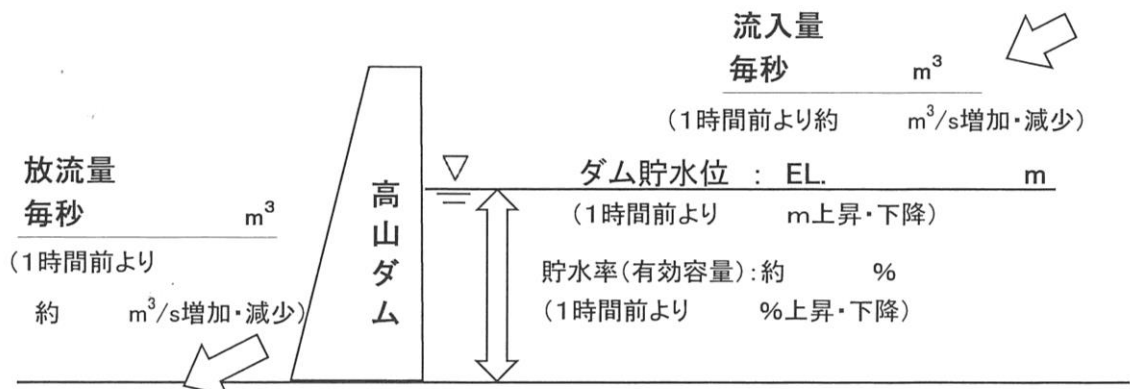 流入量
毎秒 m³
(1時間前より約 m³/s増加・減少)
放流量
毎秒 m³
(1時間前より
約 m³/s増加・減少)
高山ダム
ダム貯水位 : EL. m
(1時間前より m上昇・下降)
貯水率(有効容量):約 %
(1時間前より %上昇・下降)